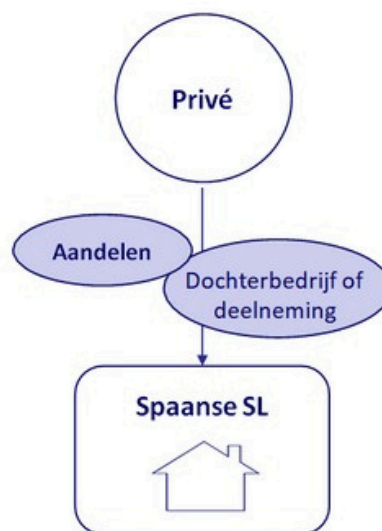 Privé
Aandelen
Dochterbedrijf of
deelneming
Spaanse SL